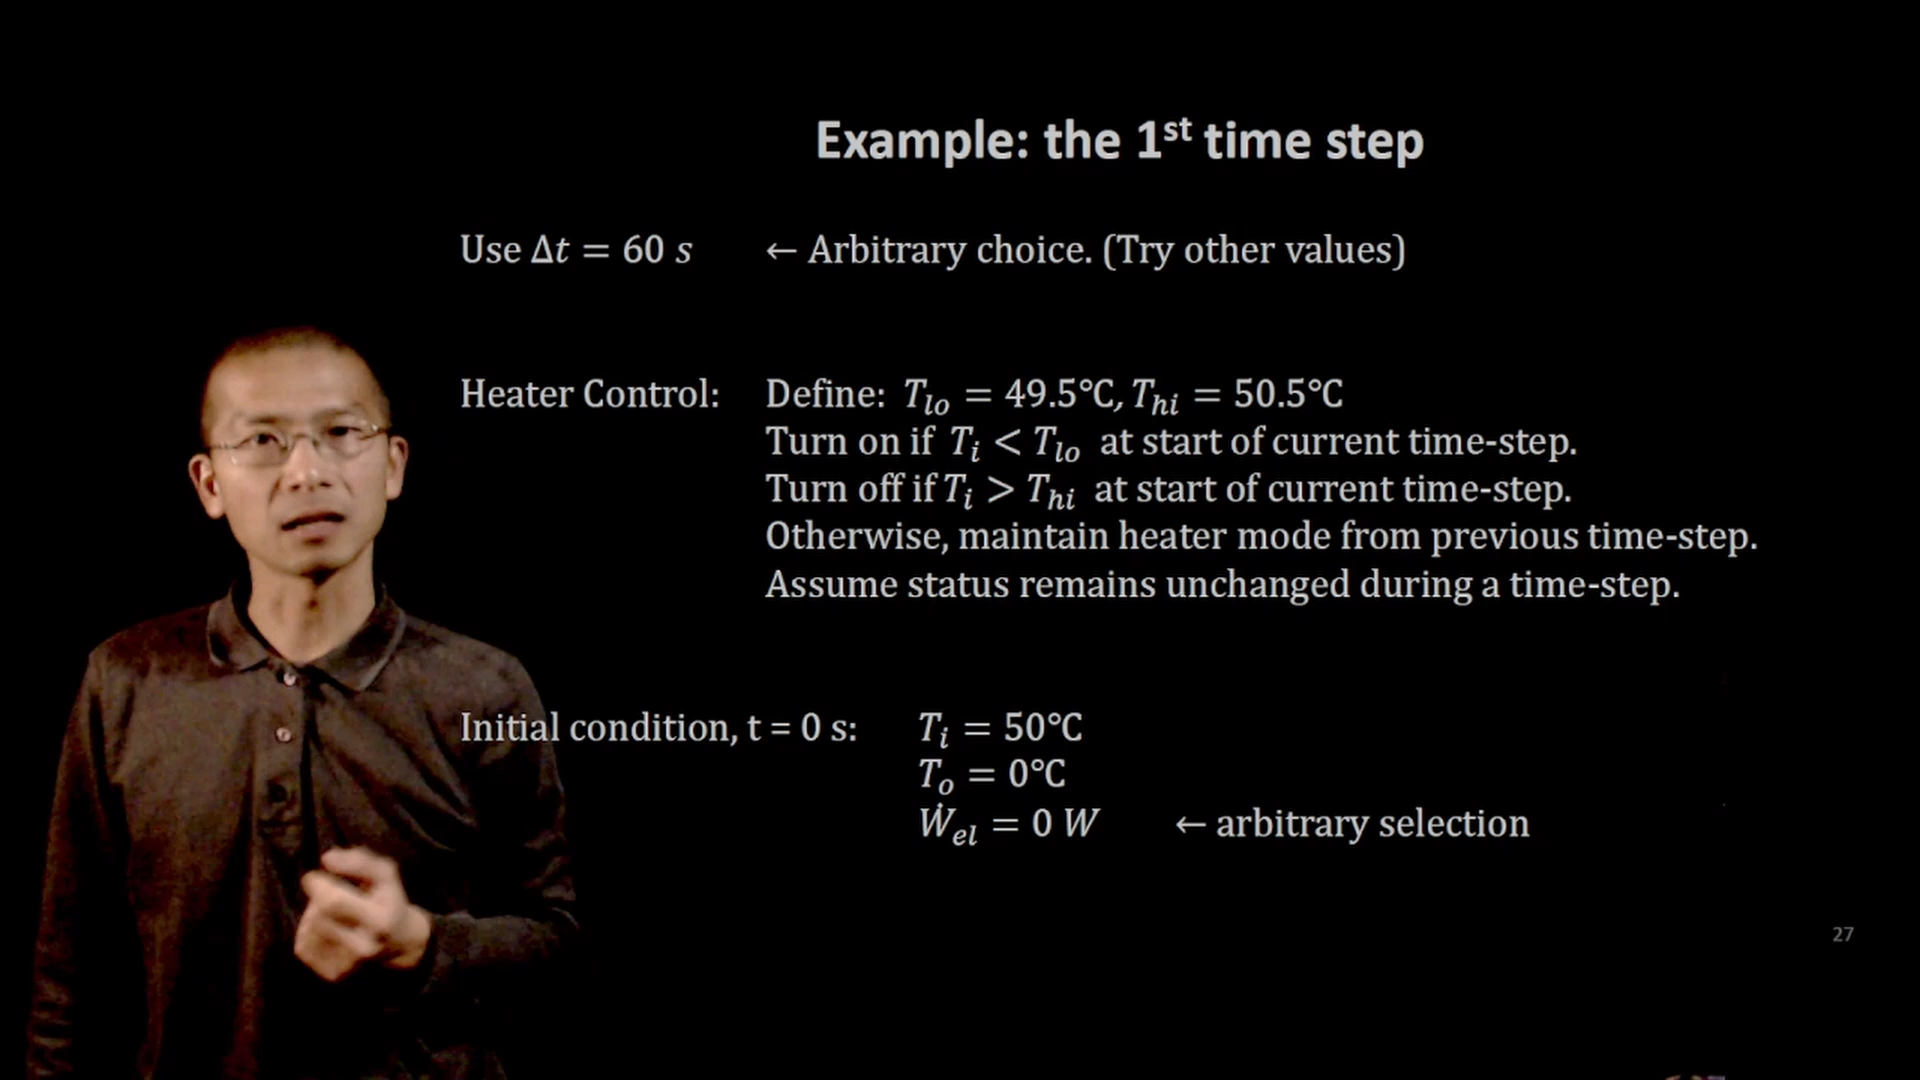 Example: the 1st time step
Use Δt = 60 s ← Arbitrary choice. (Try other values)
Heater Control: Define: T_lo = 49.5°C, T_hi = 50.5°C
Turn on if T_i < T_lo at start of current time-step.
Turn off if T_i > T_hi at start of current time-step.
Otherwise, maintain heater mode from previous time-step.
Assume status remains unchanged during a time-step.
Initial condition, t = 0 s: T_i = 50°C
T_o = 0°C
Ẇ_el = 0 W ← arbitrary selection
27